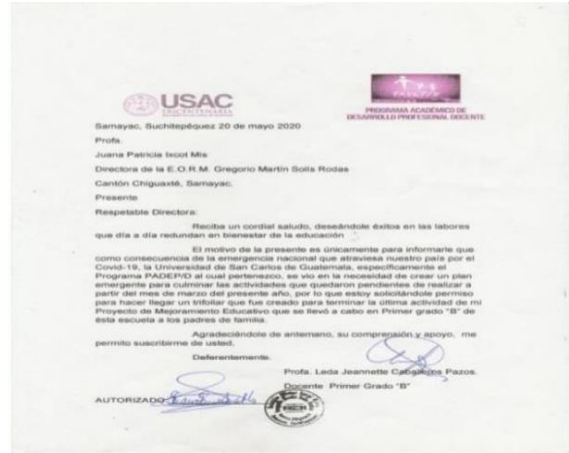 USAC
TRICENTENARIA
PROGRAMA ACADÉMICO DE
DESARROLLO PROFESIONAL DOCENTE
Samayac, Suchitepéquez 20 de mayo 2020
Profa.
Juana Patricia Ixcot Mis
Directora de la E.O.R.M. Gregorio Martín Solís Rodas
Cantón Chiguaxté, Samayac.
Presente
Respetable Directora:
Reciba un cordial saludo, deseándole éxitos en las labores
que día a día redundan en bienestar de la educación
El motivo de la presente es únicamente para informarle que
como consecuencia de la emergencia nacional que atraviesa nuestro país por el
Covid-19, la Universidad de San Carlos de Guatemala, específicamente el
Programa PADEP/D al cual pertenezco, se vio en la necesidad de crear un plan
emergente para culminar las actividades que quedaron pendientes de realizar a
partir del mes de marzo del presente año, por lo que estoy solicitándole permiso
para hacer llegar un trifoliar que fue creado para terminar la última actividad de mi
Proyecto de Mejoramiento Educativo que se llevó a cabo en Primer grado "B" de
ésta escuela a los padres de familia.
Agradeciéndole de antemano, su comprensión y apoyo, me
permito suscribirme de usted,
Deferentemente.
Profa. Leda Jeannette Caballeros Pazos.
Docente Primer Grado "B"
AUTORIZADO